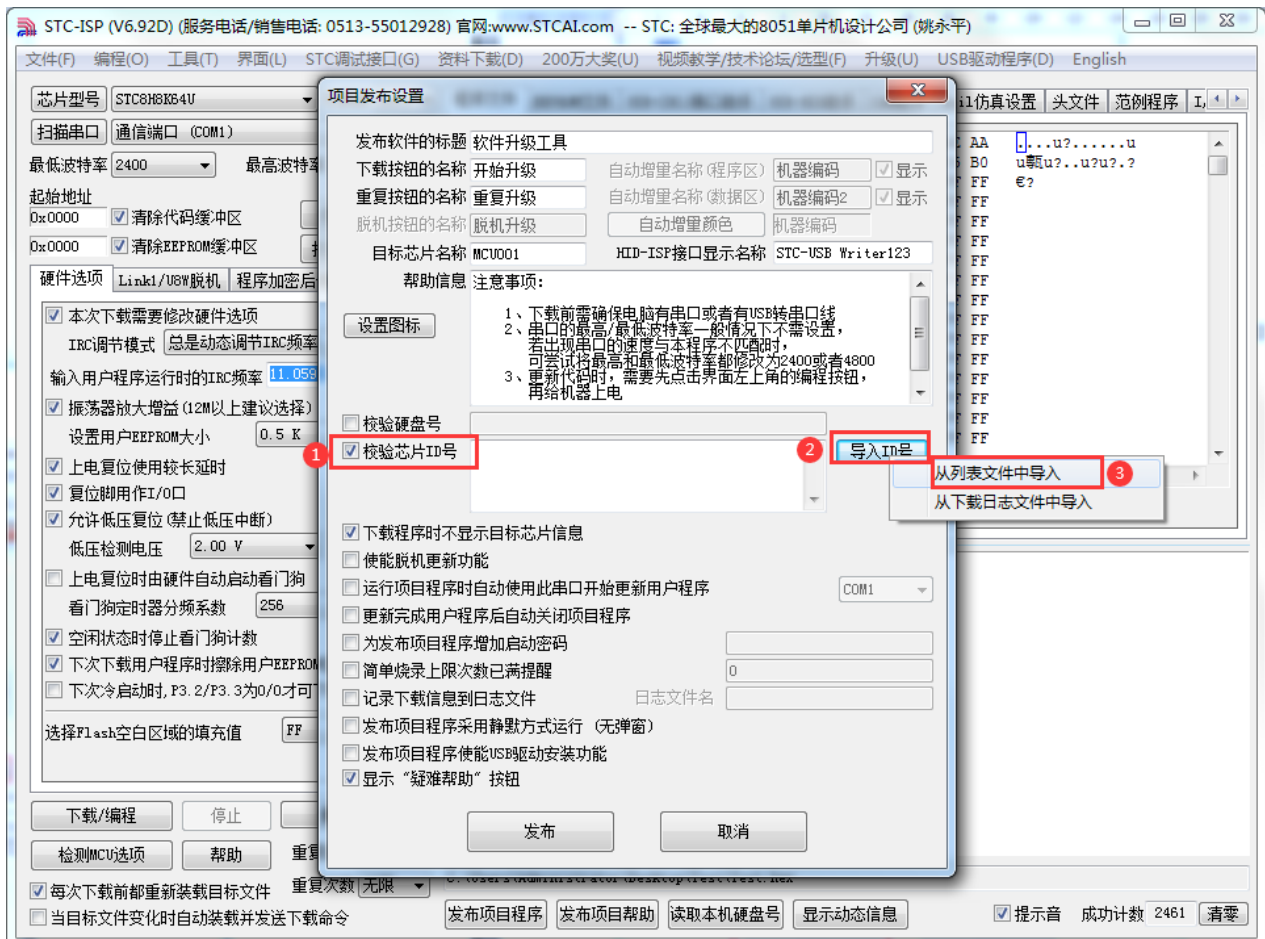 STC-ISP (V6.92D) (服务电话/销售电话: 0513-55012928) 官网:www.STCAI.com -- STC: 全球最大的8051单片机设计公司 (姚永平)
文件(F) 编程(O) 工具(T) 界面(L) STC调试接口(G) 资料下载(D) 200万大奖(U) 视频教学/技术论坛/选型(F) 升级(U) USB驱动程序(D) English
芯片型号 STC8H8K64U
扫描串口 通信端口 (COM1)
最低波特率 2400 最高波特率
起始地址
0x0000 清除代码缓冲区
0x0000 清除EEPROM缓冲区
硬件选项 Link1/U8W脱机 程序加密后
本次下载需要修改硬件选项
IRC调节模式 总是动态调节IRC频率
输入用户程序运行时的IRC频率 11.059
振荡器放大增益(12M以上建议选择)
设置用户EEPROM大小 0.5 K
上电复位使用较长延时
复位脚用作I/O口
允许低压复位(禁止低压中断)
低压检测电压 2.00 V
上电复位时由硬件自动启动看门狗
看门狗定时器分频系数 256
空闲状态时停止看门狗计数
下次下载用户程序时擦除用户EEPROM
下次冷启动时,P3.2/P3.3为0/0才可下
选择Flash空白区域的填充值 FF
下载/编程 停止
检测MCU选项 帮助
每次下载前都重新装载目标文件
当目标文件变化时自动装载并发送下载命令
重复次数 无限
项目发布设置
发布软件的标题 软件升级工具
下载按钮的名称 开始升级 自动增量名称(程序区) 机器编码 显示
重复按钮的名称 重复升级 自动增量名称(数据区) 机器编码2 显示
脱机按钮的名称 脱机升级 自动增量颜色 机器编码
目标芯片名称 MCU001 HID-ISP接口显示名称 STC-USB Writer123
帮助信息 注意事项:
1、下载前需确保电脑有串口或者有USB转串口线
2、串口的最高/最低波特率一般情况下不需设置,
若出现串口的速度与本程序不匹配时,
可尝试将最高和最低波特率都修改为2400或者4800
3、更新代码时,需要先点击界面左上角的编程按钮,
再给机器上电
设置图标
校验硬盘号
1 校验芯片ID号 2 导入ID号
从列表文件中导入 3
从下载日志文件中导入
下载程序时不显示目标芯片信息
使能脱机更新功能
运行项目程序时自动使用此串口开始更新用户程序 COM1
更新完成用户程序后自动关闭项目程序
为发布项目程序增加启动密码
简单烧录上限次数已满提醒 0
记录下载信息到日志文件 日志文件名
发布项目程序采用静默方式运行 (无弹窗)
发布项目程序使能USB驱动安装功能
显示“疑难帮助”按钮
发布 取消
il仿真设置 头文件 范例程序 I,
AA ....u?......u
B0 u甄u?..u?u?.?
FF €?
FF
FF
FF
FF
FF
FF
FF
FF
FF
FF
FF
FF
FF
发布项目程序 发布项目帮助 读取本机硬盘号 显示动态信息 提示音 成功计数 2461 清零